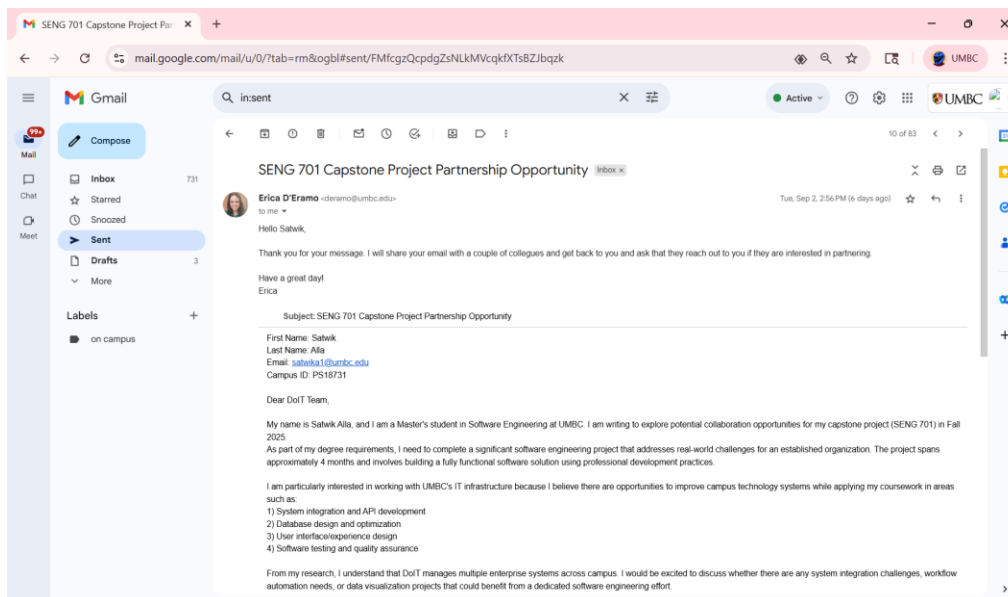 SENG 701 Capstone Project Par
mail.google.com/mail/u/0/?tab=rm&ogbl#sent/FMfcgzQcpdgZsNLkMVcqkfXTsBZJbqzk
UMBC
Gmail
in:sent
Active
UMBC
99+
Mail
Compose
10 of 83
Chat
Meet
Inbox 731
Starred
Snoozed
Sent
Drafts 3
More
Labels
on campus
SENG 701 Capstone Project Partnership Opportunity Inbox x
Erica D'Eramo <deramo@umbc.edu> Tue, Sep 2, 2:56 PM (6 days ago)
to me
Hello Satwik,
Thank you for your message. I will share your email with a couple of collegues and get back to you and ask that they reach out to you if they are interested in partnering.
Have a great day!
Erica
Subject: SENG 701 Capstone Project Partnership Opportunity
First Name: Satwik
Last Name: Alla
Email: satwika1@umbc.edu
Campus ID: PS18731
Dear DoIT Team,
My name is Satwik Alla, and I am a Master's student in Software Engineering at UMBC. I am writing to explore potential collaboration opportunities for my capstone project (SENG 701) in Fall
2025.
As part of my degree requirements, I need to complete a significant software engineering project that addresses real-world challenges for an established organization. The project spans
approximately 4 months and involves building a fully functional software solution using professional development practices.
I am particularly interested in working with UMBC's IT infrastructure because I believe there are opportunities to improve campus technology systems while applying my coursework in areas
such as:
1) System integration and API development
2) Database design and optimization
3) User interface/experience design
4) Software testing and quality assurance
From my research, I understand that DoIT manages multiple enterprise systems across campus. I would be excited to discuss whether there are any system integration challenges, workflow
automation needs, or data visualization projects that could benefit from a dedicated software engineering effort.